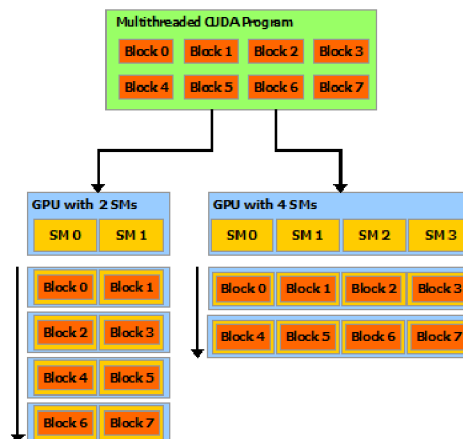 Multithreaded CUDA Program
Block 0 Block 1 Block 2 Block 3
Block 4 Block 5 Block 6 Block 7
GPU with 2 SMs
SM 0 SM 1
Block 0 Block 1
Block 2 Block 3
Block 4 Block 5
Block 6 Block 7
GPU with 4 SMs
SM 0 SM 1 SM 2 SM 3
Block 0 Block 1 Block 2 Block 3
Block 4 Block 5 Block 6 Block 7